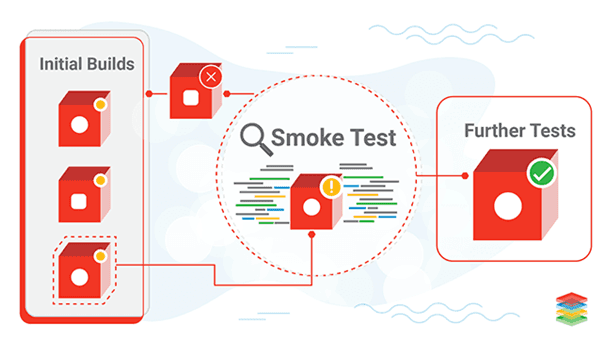 Initial Builds
Smoke Test
Further Tests